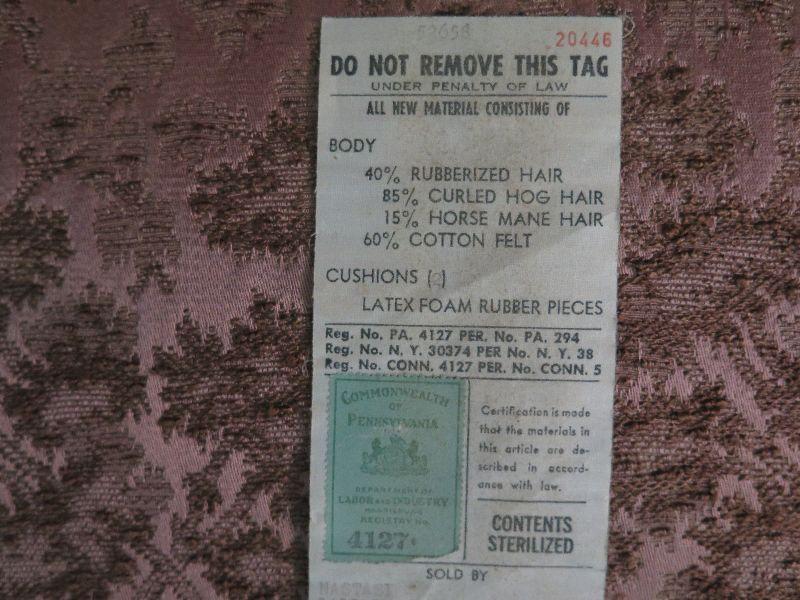 20446
DO NOT REMOVE THIS TAG
UNDER PENALTY OF LAW
ALL NEW MATERIAL CONSISTING OF
BODY
40% RUBBERIZED HAIR
85% CURLED HOG HAIR
15% HORSE MANE HAIR
60% COTTON FELT
CUSHIONS (2)
LATEX FOAM RUBBER PIECES
Reg. No. PA. 4127 PER. No. PA. 294
Reg. No. N. Y. 30374 PER No. N. Y. 38
Reg. No. CONN. 4127 PER. No. CONN. 5
COMMONWEALTH
OF
PENNSYLVANIA
DEPARTMENT OF
LABOR AND INDUSTRY
HARRISBURG
REGISTRY NO.
4127
Certification is made
that the materials in
this article are de-
scribed in accord-
ance with law.
CONTENTS
STERILIZED
SOLD BY